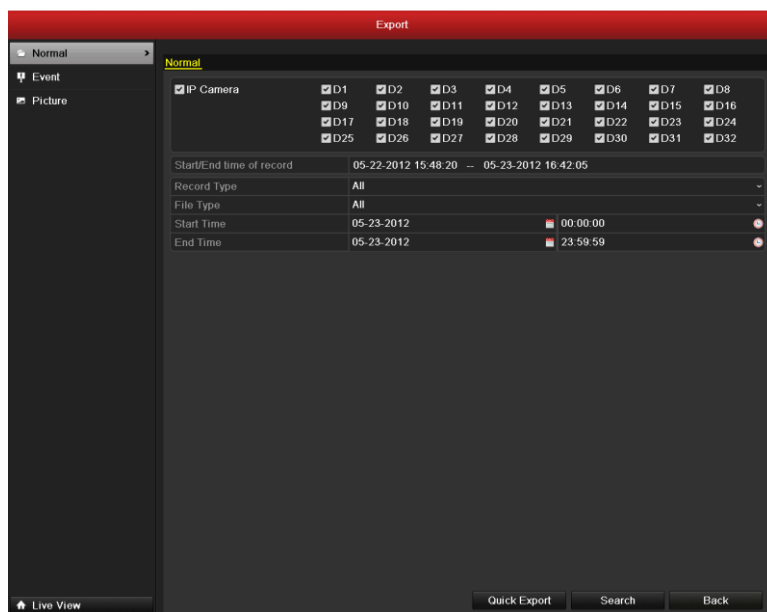 Export
Normal
Event
Picture
Normal
IP Camera D1 D2 D3 D4 D5 D6 D7 D8
D9 D10 D11 D12 D13 D14 D15 D16
D17 D18 D19 D20 D21 D22 D23 D24
D25 D26 D27 D28 D29 D30 D31 D32
Start/End time of record 05-22-2012 15:48:20 -- 05-23-2012 16:42:05
Record Type All
File Type All
Start Time 05-23-2012 00:00:00
End Time 05-23-2012 23:59:59
Live View
Quick Export Search Back